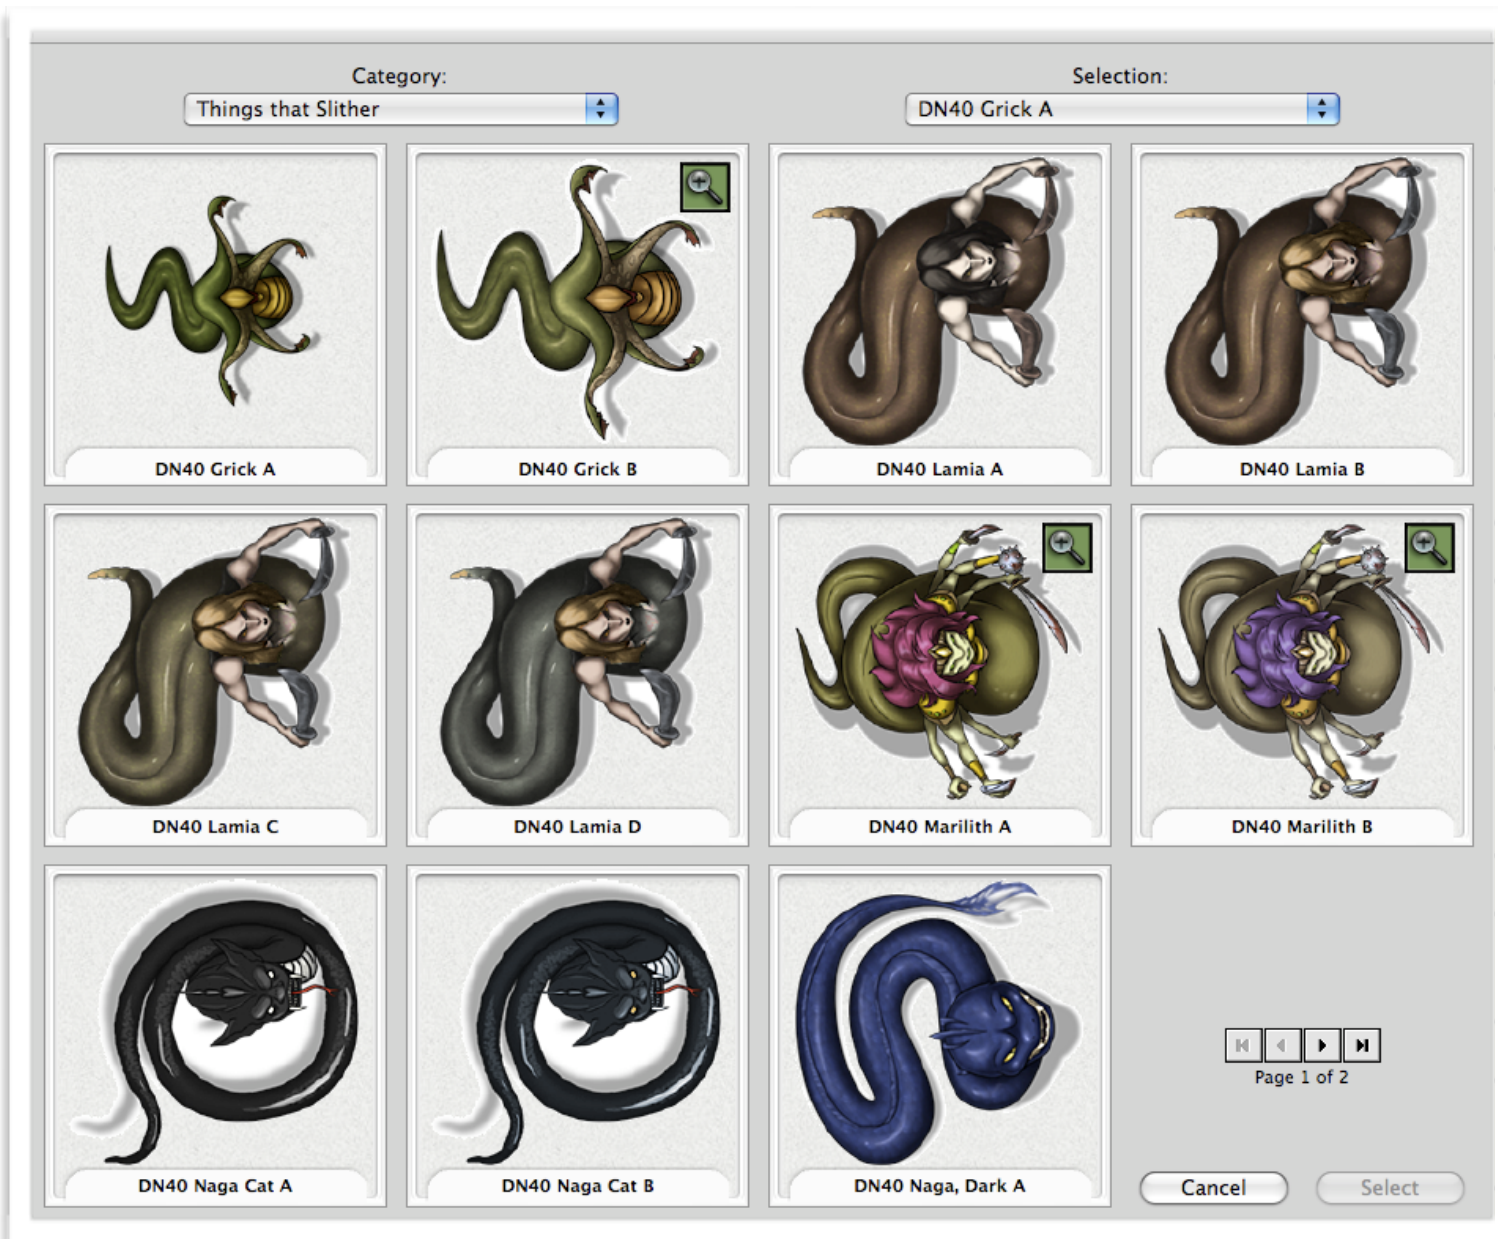 Category:
Selection:
Things that Slither
DN40 Grick A
DN40 Grick A
DN40 Grick B
DN40 Lamia A
DN40 Lamia B
DN40 Lamia C
DN40 Lamia D
DN40 Marilith A
DN40 Marilith B
DN40 Naga Cat A
DN40 Naga Cat B
DN40 Naga, Dark A
Page 1 of 2
Cancel
Select